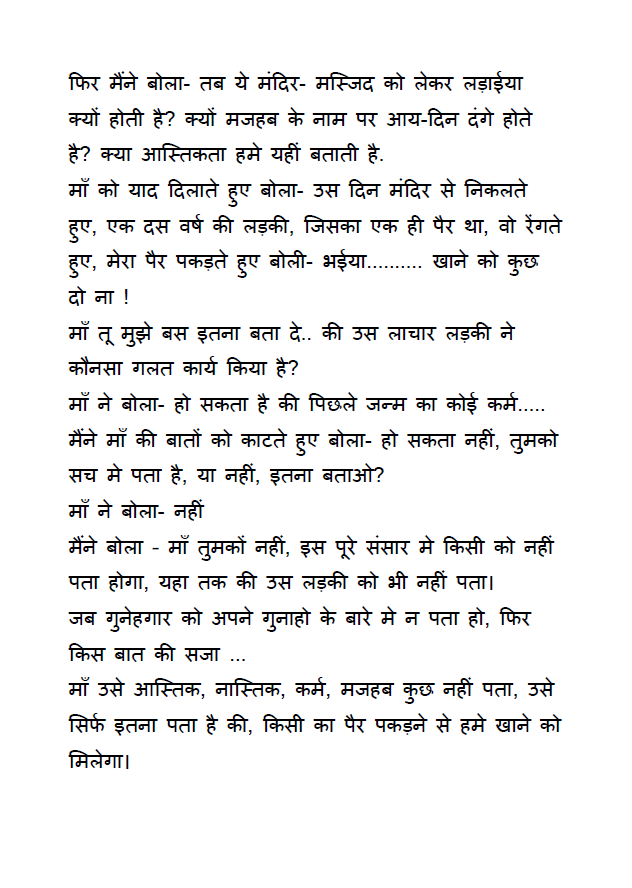 फिर मैंने बोला- तब ये मंदिर- मस्जिद को लेकर लड़ाईया
क्यों होती है? क्यों मजहब के नाम पर आय-दिन दंगे होते
है? क्या आस्तिकता हमे यहीं बताती है.
माँ को याद दिलाते हुए बोला- उस दिन मंदिर से निकलते
हुए, एक दस वर्ष की लड़की, जिसका एक ही पैर था, वो रेंगते
हुए, मेरा पैर पकड़ते हुए बोली- भईया.......... खाने को कुछ
दो ना !
माँ तू मुझे बस इतना बता दे.. की उस लाचार लड़की ने
कौनसा गलत कार्य किया है?
माँ ने बोला- हो सकता है की पिछले जन्म का कोई कर्म.....
मैंने माँ की बातों को काटते हुए बोला- हो सकता नहीं, तुमको
सच मे पता है, या नहीं, इतना बताओ?
माँ ने बोला- नहीं
मैंने बोला - माँ तुमकों नहीं, इस पूरे संसार मे किसी को नहीं
पता होगा, यहा तक की उस लड़की को भी नहीं पता।
जब गुनेहगार को अपने गुनाहो के बारे मे न पता हो, फिर
किस बात की सजा ...
माँ उसे आस्तिक, नास्तिक, कर्म, मजहब कुछ नहीं पता, उसे
सिर्फ इतना पता है की, किसी का पैर पकड़ने से हमे खाने को
मिलेगा।